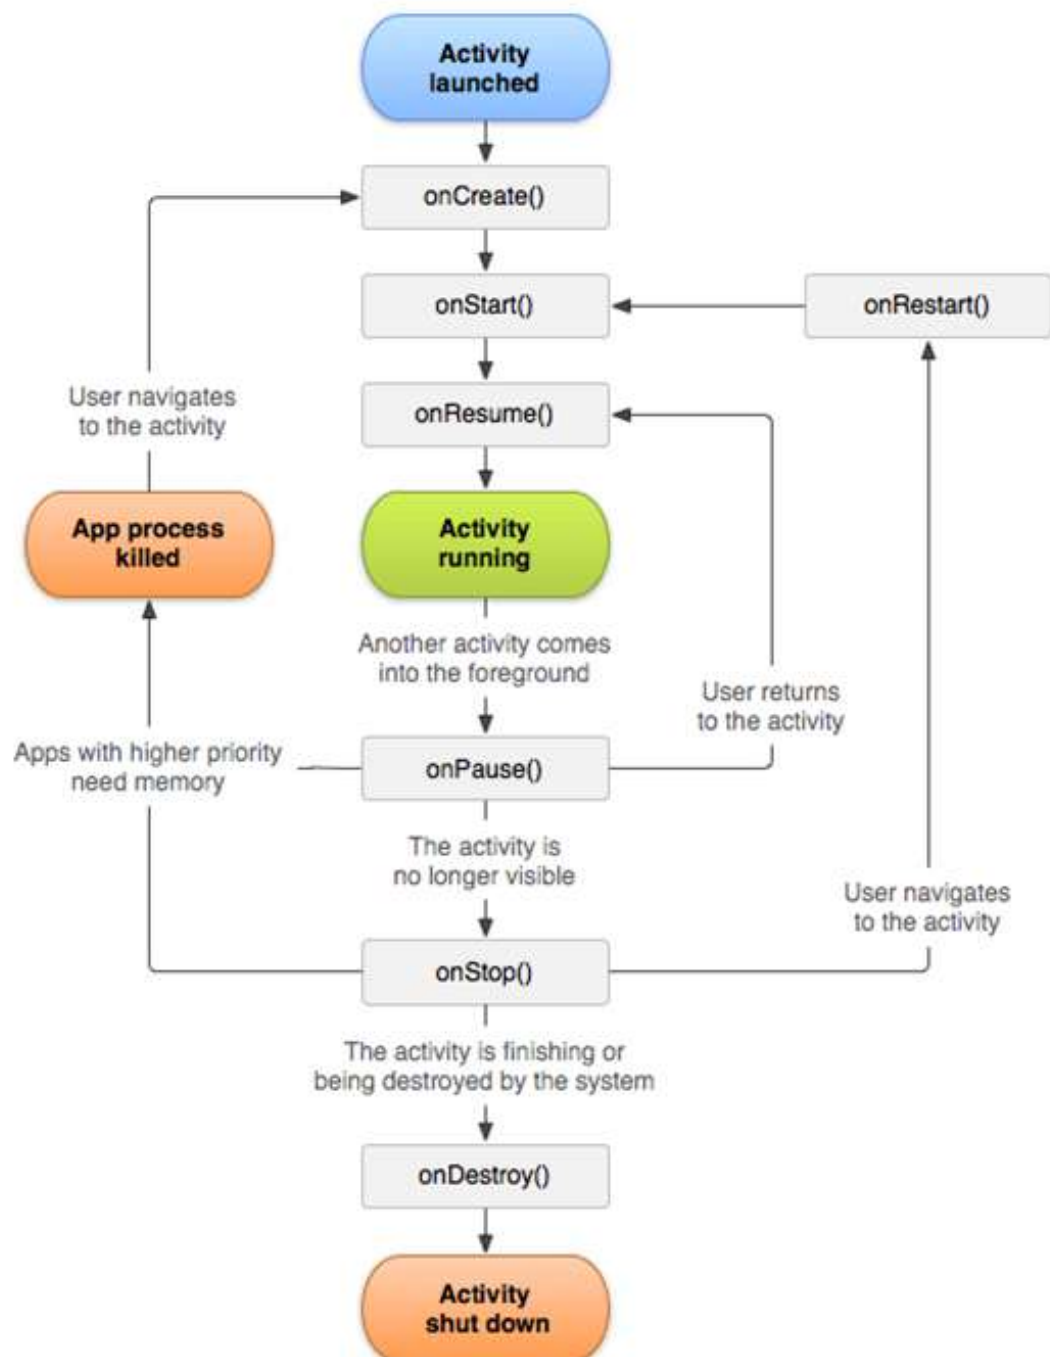 Activity
launched
onCreate()
onStart()
onRestart()
onResume()
User navigates
to the activity
App process
killed
Activity
running
Another activity comes
into the foreground
User returns
to the activity
Apps with higher priority
need memory
onPause()
The activity is
no longer visible
User navigates
to the activity
onStop()
The activity is finishing or
being destroyed by the system
onDestroy()
Activity
shut down